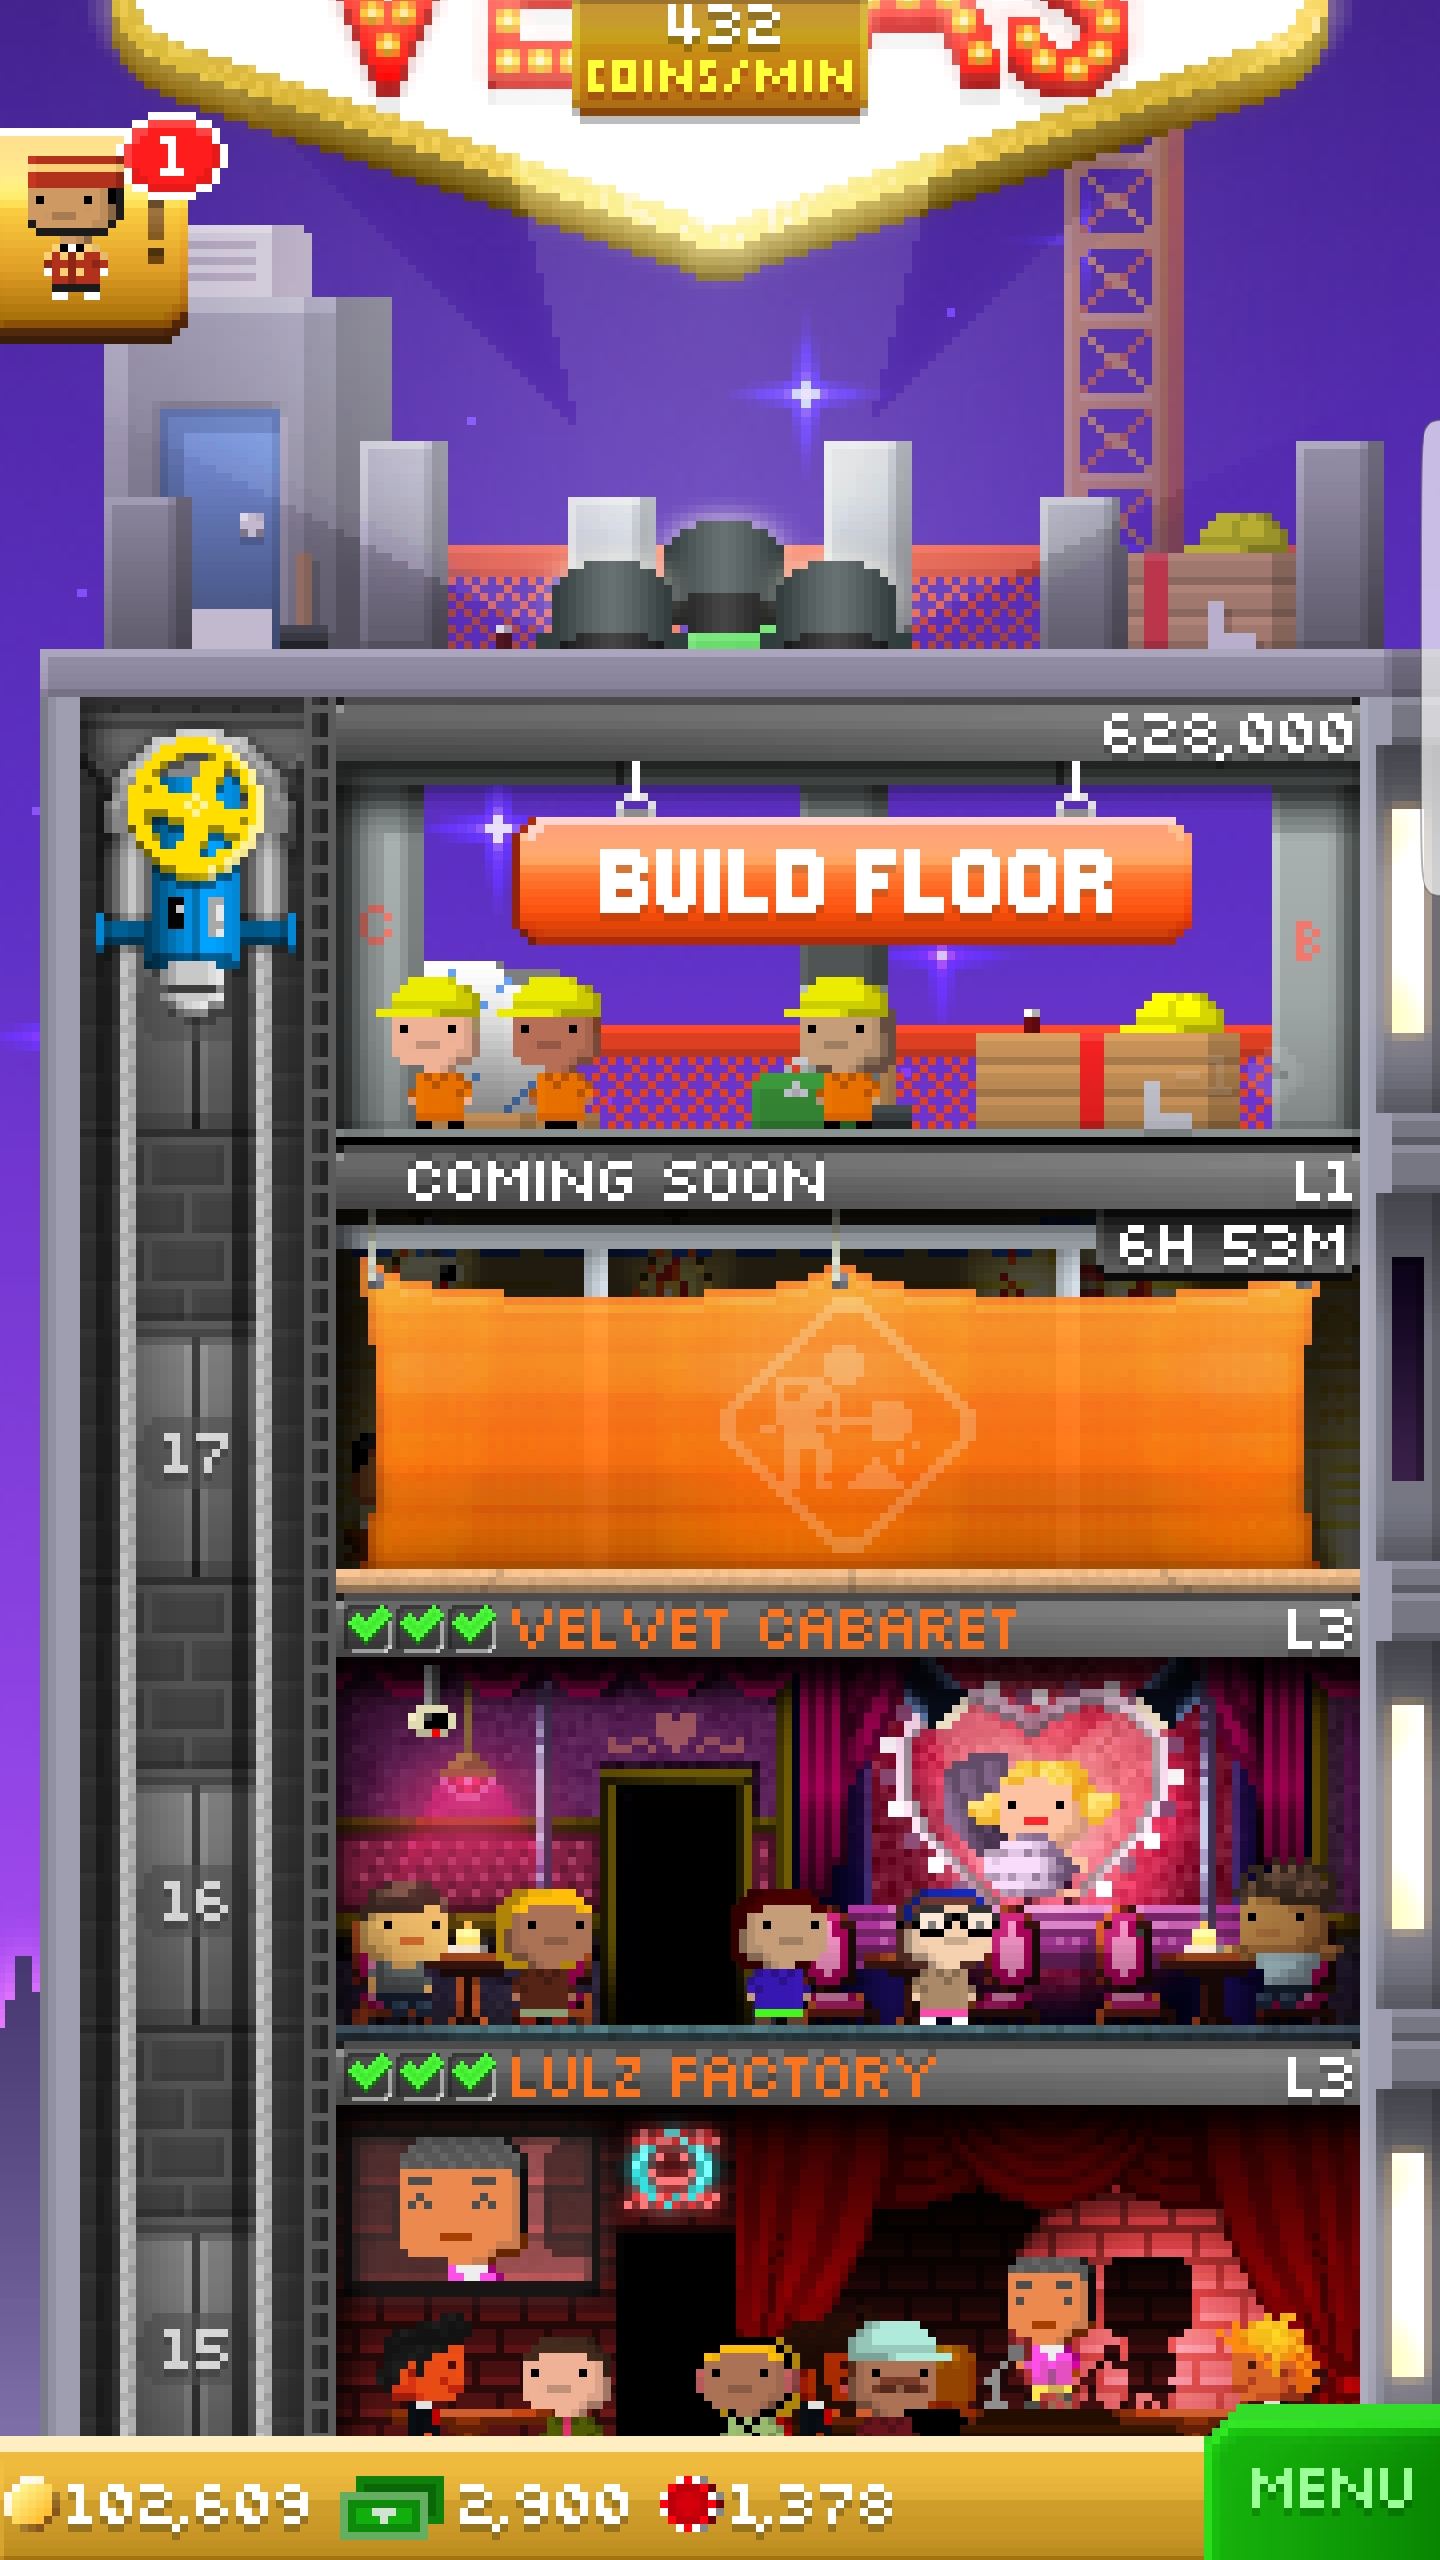 432
COINS/MIN
1
628,000
BUILD FLOOR
C
B
COMING SOON L1
6H 53M
17
VELVET CABARET L3
16
LULZ FACTORY L3
15
102,609 2,900 1,378
MENU